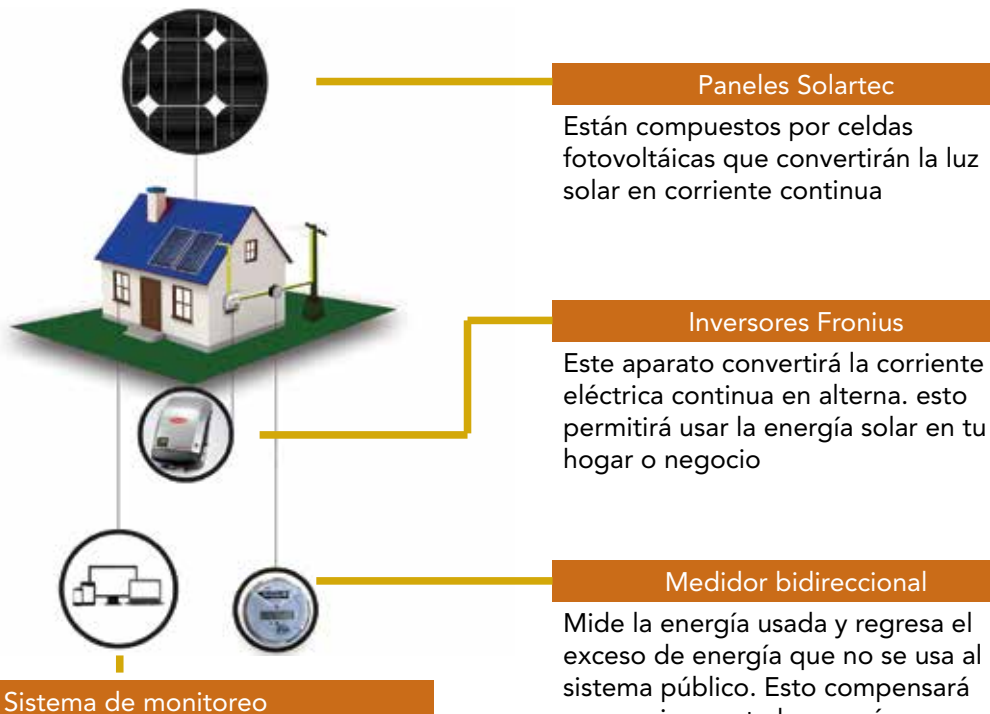 Paneles Solartec
Están compuestos por celdas
fotovoltáicas que convertirán la luz
solar en corriente continua
Inversores Fronius
Este aparato convertirá la corriente
eléctrica continua en alterna. esto
permitirá usar la energía solar en tu
hogar o negocio
Medidor bidireccional
Mide la energía usada y regresa el
exceso de energía que no se usa al
sistema público. Esto compensará
Sistema de monitoreo